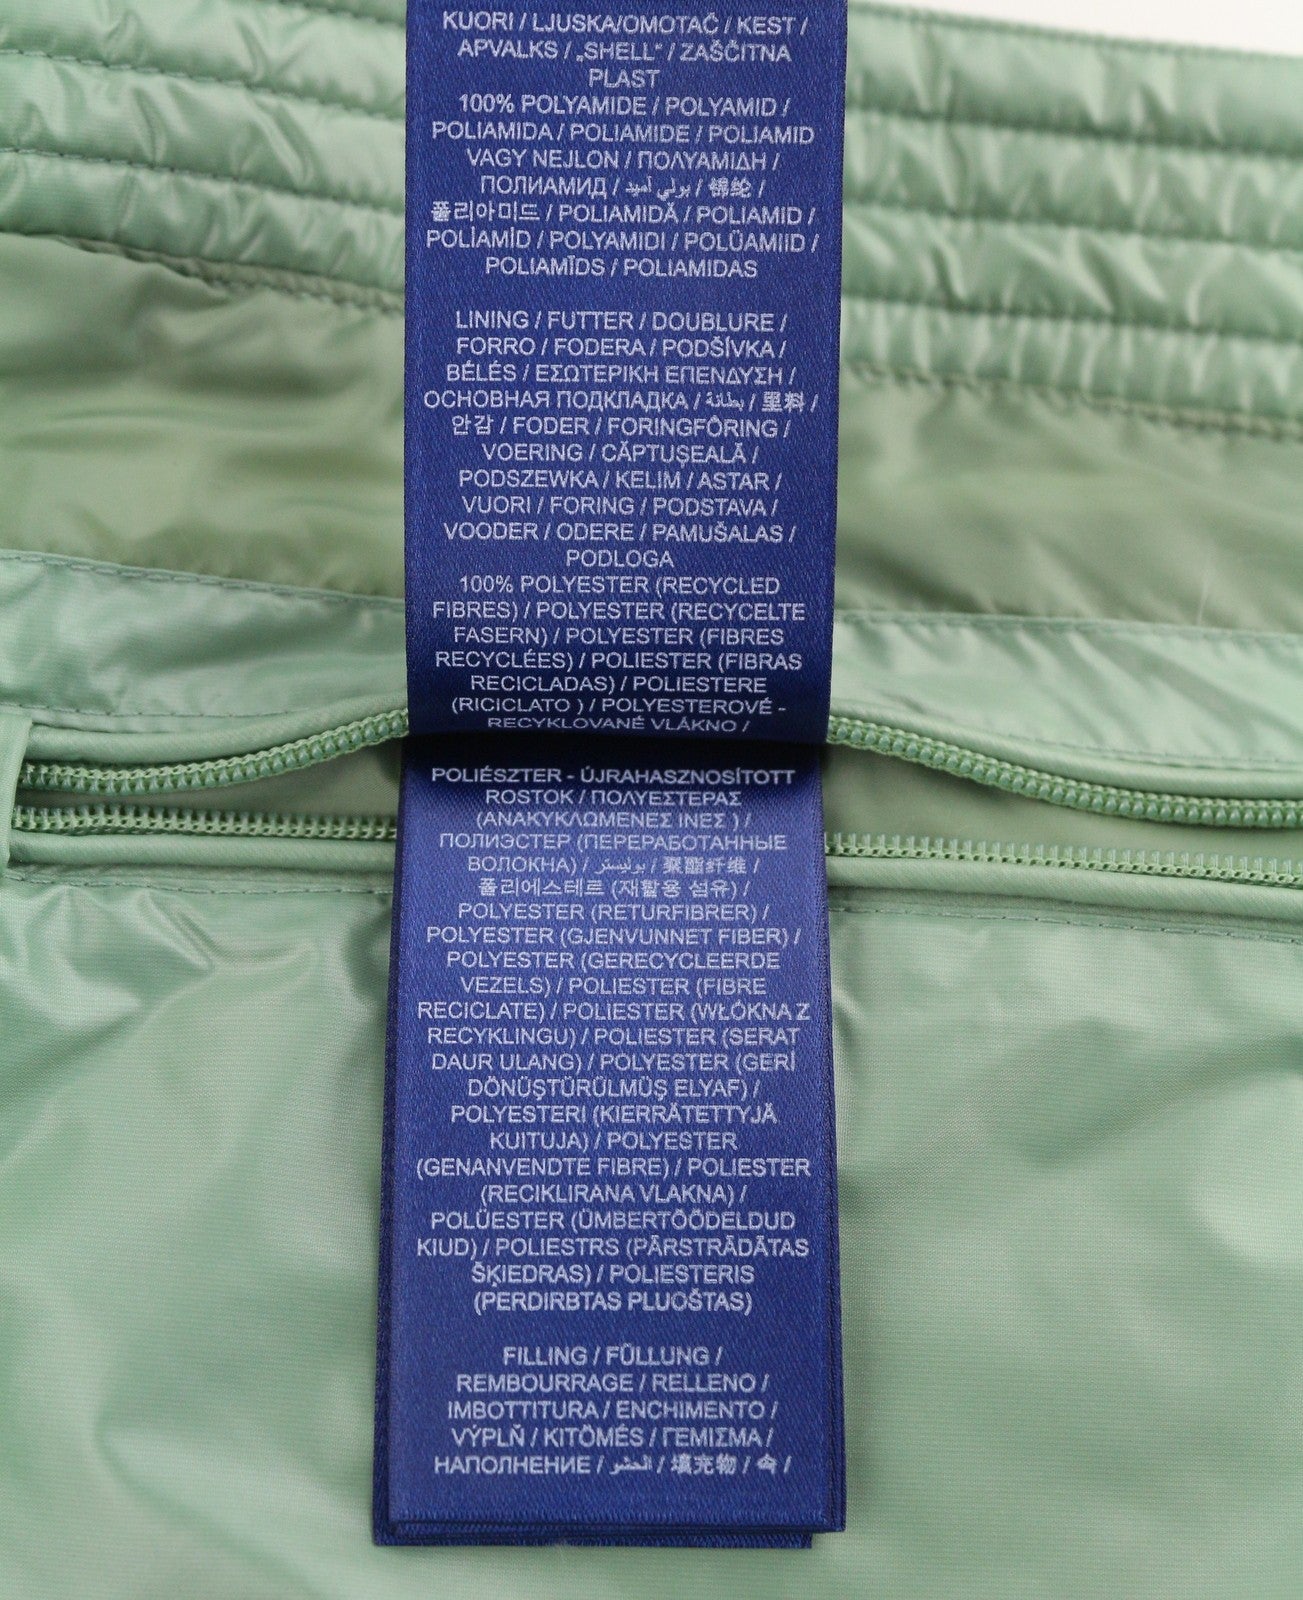 KUORI / LJUSKA/OMOTAČ / KEST /
APVALKS / „SHELL“ / ZAŠČITNA
PLAST
100% POLYAMIDE / POLYAMID /
POLIAMIDA / POLIAMIDE / POLIAMID
VAGY NEJLON / ΠΟΛΥΑΜΙΔΗ /
ПОЛИАМИД / بولي أميد / 锦纶 /
폴리아미드 / POLIAMIDĂ / POLIAMID /
POLİAMİD / POLYAMIDI / POLÜAMIID /
POLIAMĪDS / POLIAMIDAS
LINING / FUTTER / DOUBLURE /
FORRO / FODERA / PODŠÍVKA /
BÉLÉS / ΕΣΩΤΕΡΙΚΗ ΕΠΕΝΔΥΣΗ /
ОСНОВНАЯ ПОДКЛАДКА / بطانة / 里料 /
안감 / FODER / FORINGFÔRING /
VOERING / CĂPTUȘEALĂ /
PODSZEWKA / KELIM / ASTAR /
VUORI / FORING / PODSTAVA /
VOODER / ODERE / PAMUŠALAS /
PODLOGA
100% POLYESTER (RECYCLED
FIBRES) / POLYESTER (RECYCELTE
FASERN) / POLYESTER (FIBRES
RECYCLÉES) / POLIESTER (FIBRAS
RECICLADAS) / POLIESTERE
(RICICLATO ) / POLYESTEROVÉ -
RECYKLOVANÉ VLÁKNO /
POLIÉSZTER - ÚJRAHASZNOSÍTOTT
ROSTOK / ΠΟΛΥΕΣΤΕΡΑΣ
(ΑΝΑΚΥΚΛΩΜΕΝΕΣ ΙΝΕΣ ) /
ПОЛИЭСТЕР (ПЕРЕРАБОТАННЫЕ
ВОЛОКНА) / بوليستر / 聚酯纤维 /
폴리에스테르 (재활용 섬유) /
POLYESTER (RETURFIBRER) /
POLYESTER (GJENVUNNET FIBER) /
POLYESTER (GERECYCLEERDE
VEZELS) / POLIESTER (FIBRE
RECICLATE) / POLIESTER (WŁÓKNA Z
RECYKLINGU) / POLIESTER (SERAT
DAUR ULANG) / POLYESTER (GERİ
DÖNÜŞTÜRÜLMÜŞ ELYAF) /
POLYESTERI (KIERRÄTETTYJÄ
KUITUJA) / POLYESTER
(GENANVENDTE FIBRE) / POLIESTER
(RECIKLIRANA VLAKNA) /
POLÜESTER (ÜMBERTÖÖDELDUD
KIUD) / POLIESTRS (PĀRSTRĀDĀTAS
ŠĶIEDRAS) / POLIESTERIS
(PERDIRBTAS PLUOŠTAS)
FILLING / FÜLLUNG /
REMBOURRAGE / RELLENO /
IMBOTTITURA / ENCHIMENTO /
VÝPLŇ / KITÖMÉS / ΓΕΜΙΣΜΑ /
НАПОЛНЕНИЕ / الحشو / 填充物 / 속 /